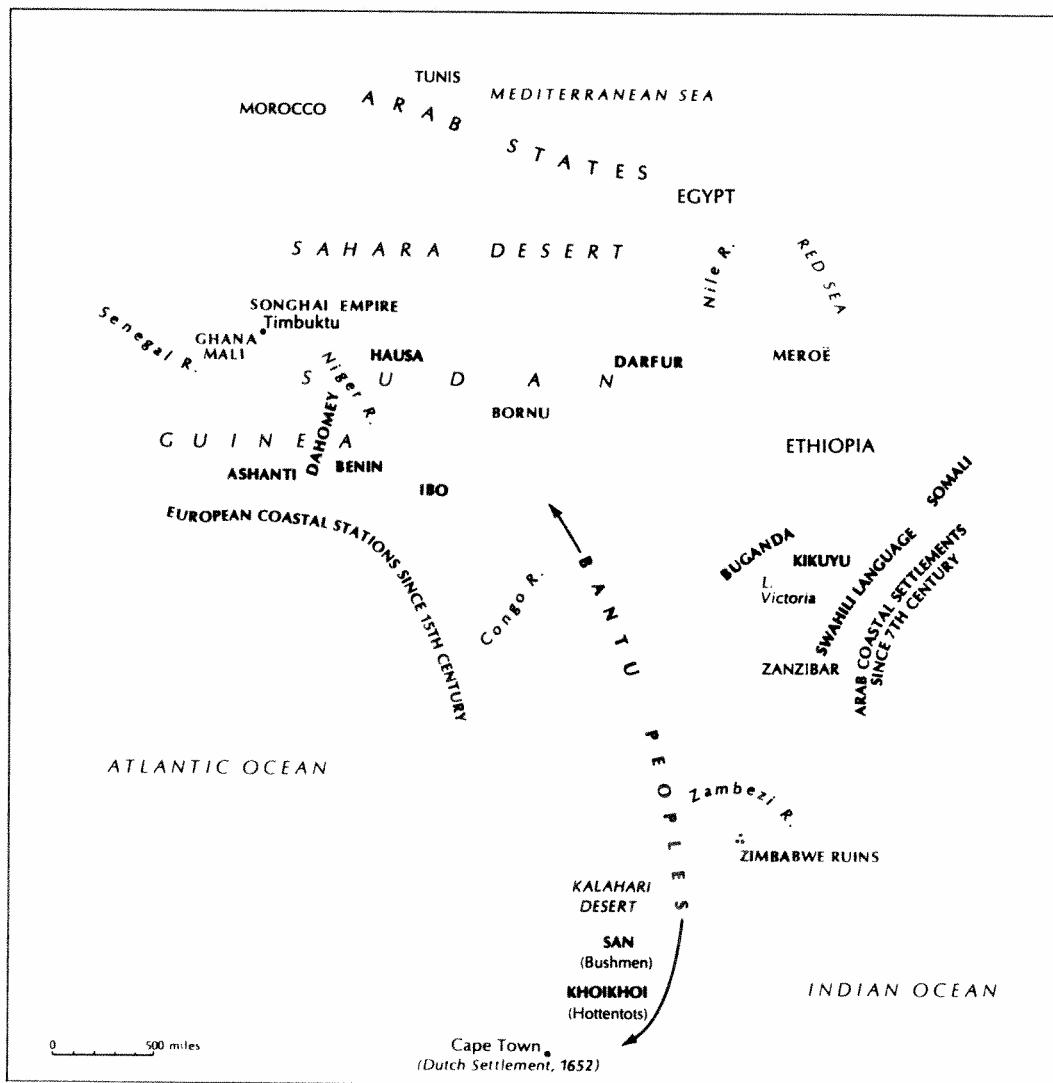 TUNIS
MEDITERRANEAN SEA
MOROCCO
ARAB STATES
EGYPT
SAHARA DESERT
Nile R.
RED SEA
Senegal R.
SONGHAI EMPIRE
Timbuktu
GHANA
MALI
Niger R.
HAUSA
DARFUR
MEROË
SUDAN
BORNU
GUINEA
DAHOMEY
BENIN
ASHANTI
IBO
ETHIOPIA
SOMALI
EUROPEAN COASTAL STATIONS SINCE 15TH CENTURY
BUGANDA
KIKUYU
L.
Victoria
SWAHILI LANGUAGE
ARAB COASTAL SETTLEMENTS
SINCE 7TH CENTURY
Congo R.
BANTU PEOPLES
ZANZIBAR
ATLANTIC OCEAN
Zambezi R.
ZIMBABWE RUINS
KALAHARI
DESERT
SAN
(Bushmen)
KHOIKHOI
(Hottentots)
INDIAN OCEAN
0 500 miles
Cape Town
(Dutch Settlement, 1652)